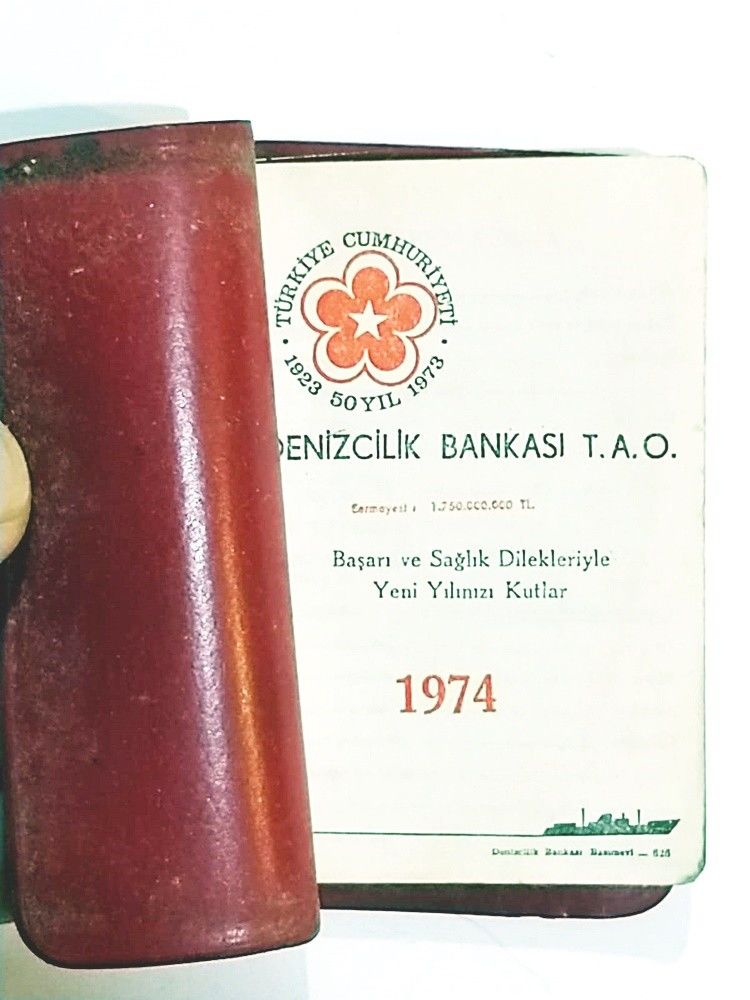 TÜRKİYE CUMHURİYETİ
1923 50 YIL 1973
DENİZCİLİK BANKASI T.A.O.
Sermayesi : 1.750.000.000 TL
Başarı ve Sağlık Dilekleriyle
Yeni Yılınızı Kutlar
1974
Denizcilik Bankası Basımevi —